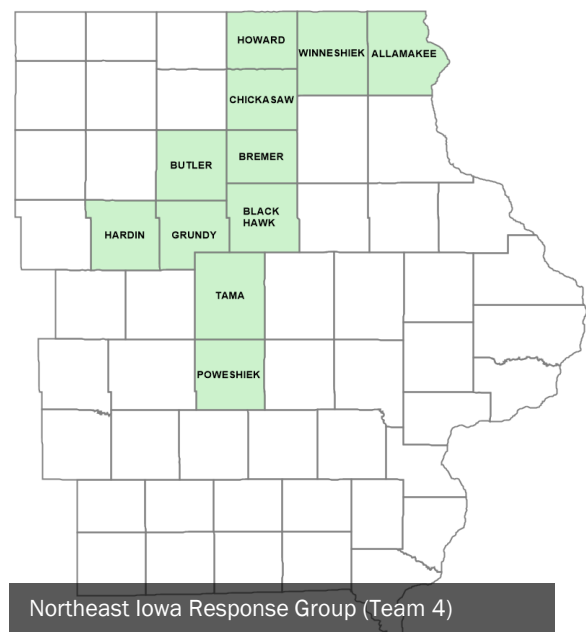 HOWARD
WINNESHIEK
ALLAMAKEE
CHICKASAW
BUTLER
BREMER
BLACK
HAWK
HARDIN
GRUNDY
TAMA
POWESHIEK
Northeast Iowa Response Group (Team 4)